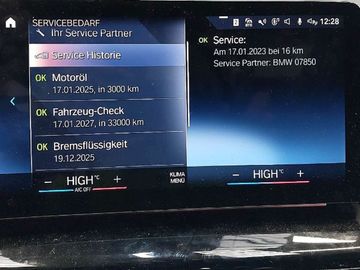 12:28
SERVICEBEDARF
Ihr Service Partner
Service Historie
OK Motoröl
17.01.2025, in 3000 km
OK Fahrzeug-Check
17.01.2027, in 33000 km
OK Bremsflüssigkeit
19.12.2025
OK Service:
Am 17.01.2023 bei 16 km
Service Partner: BMW 07850
− HIGH°C +
A/C OFF
KLIMA
MENÜ
− HIGH°C +